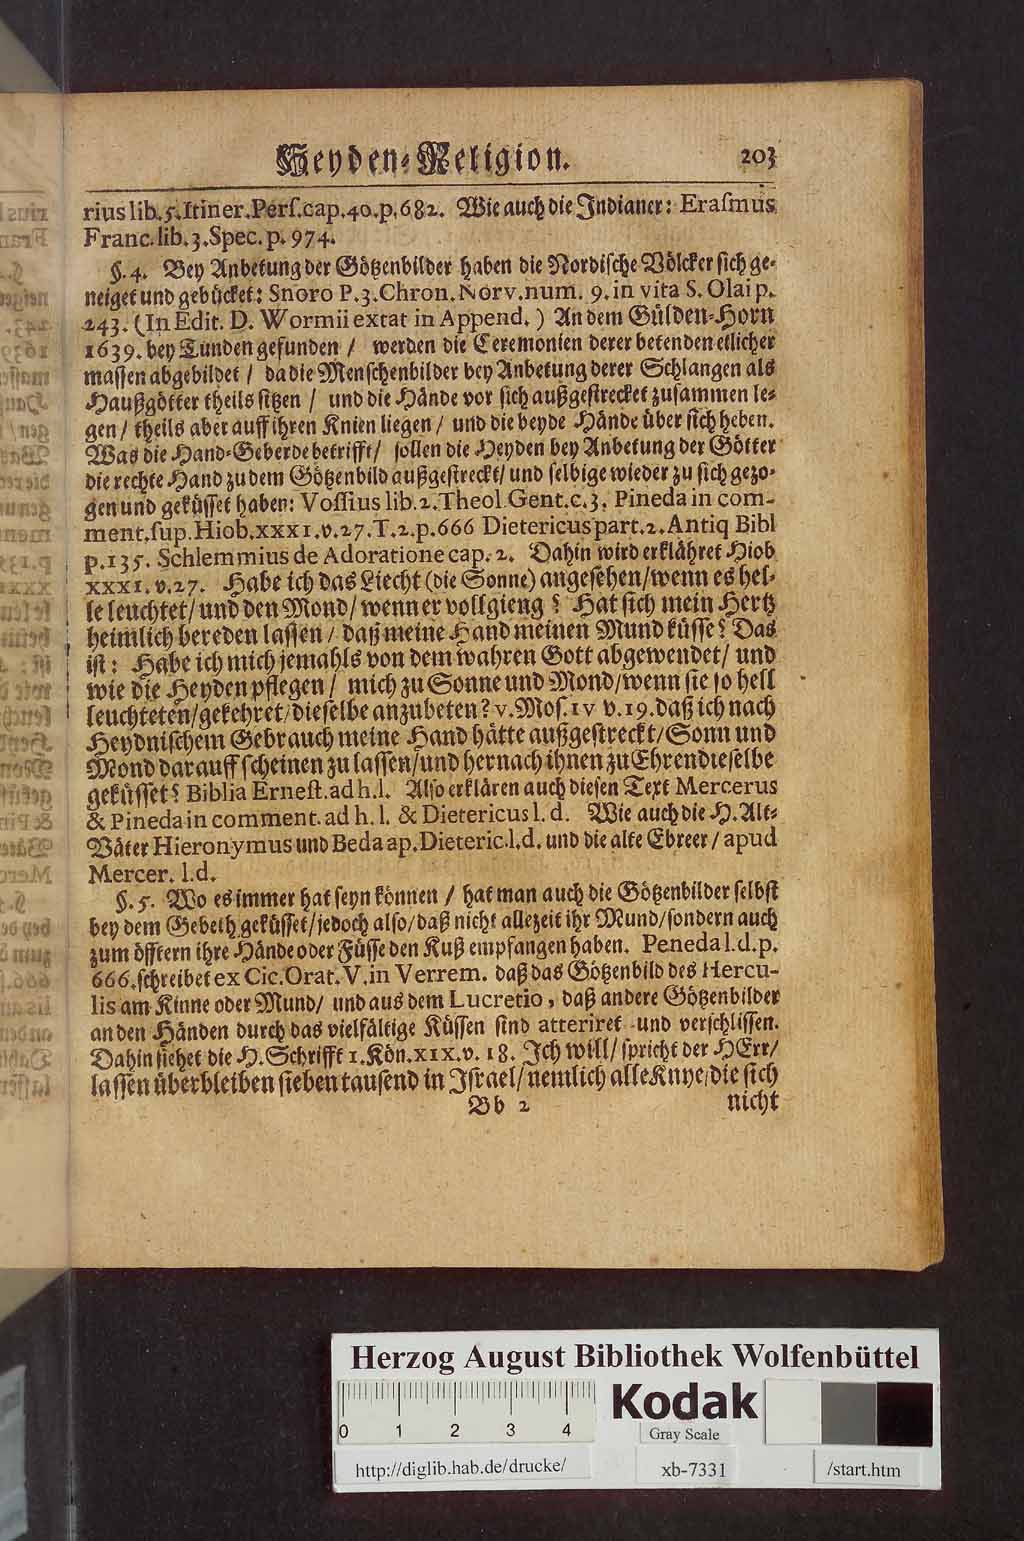 Heyden-Religion. 203
rius lib. 5. Itiner. Pers. cap. 40. p. 682. Wie auch die Indianer: Erasmus
Franc. lib. 3. Spec. p. 974.
§. 4. Bey Anbetung der Götzenbilder haben die Nordische Völcker sich ge-
neiget und gebücket: Snoro P. 3. Chron. Norv. num. 9. in vita S. Olai p.
243. (In Edit. D. Wormii extat in Append.) An dem Gülden-Horn
1639. bey Tunden gefunden / werden die Ceremonien derer betenden etlicher
massen abgebildet / da die Menschenbilder bey Anbetung derer Schlangen als
Haußgötter theils sitzen / und die Hände vor sich außgestrecket zusammen le-
gen / theils aber auff ihren Knien liegen / und die beyde Hände über sich heben.
Was die Hand-Geberde betrifft / sollen die Heyden bey Anbetung der Götter
die rechte Hand zu dem Götzenbild außgestreckt / und selbige wieder zu sich gezo-
gen und geküsset haben: Vossius lib. 2. Theol Gent. c. 3. Pineda in com-
ment. sup. Hiob. XXXI. v. 27. T. 2. p. 666 Dietericus part. 2. Antiq Bibl
p. 135. Schlemmius de Adoratione cap. 2. Dahin wird erklähret Hiob
XXXI. v. 27. Habe ich das Liecht (die Sonne) angesehen / wenn es hel-
le leuchtet / und den Mond / wenn er vollgieng? Hat sich mein Hertz
heimlich bereden lassen / daß meine Hand meinen Mund küsse? Das
ist: Habe ich mich jemahls von dem wahren Gott abgewendet / und
wie die Heyden pflegen / mich zu Sonne und Mond / wenn sie so hell
leuchteten / gekehret / dieselbe anzubeten? v. Mos. IV v. 19. daß ich nach
Heydnischem Gebrauch meine Hand hätte außgestreckt / Sonn und
Mond darauff scheinen zu lassen / und hernach ihnen zu Ehren dieselbe
geküsset? Biblia Ernest. ad h. l. Also erklären auch diesen Text Mercerus
& Pineda in comment. ad h. l. & Dietericus l. d. Wie auch die H. Alt-
Väter Hieronymus und Beda ap. Dieteric. l. d. und die alte Ebreer / apud
Mercer. l. d.
§. 5. Wo es immer hat seyn können / hat man auch die Götzenbilder selbst
bey dem Gebeth geküsset / jedoch also / daß nicht allezeit ihr Mund / sondern auch
zum öfftern ihre Hände oder Füsse den Kuß empfangen haben. Peneda l. d. p.
666. schreibet ex Cic. Orat. V. in Verrem. daß das Götzenbild des Hercu-
lis am Kinne oder Mund / und aus dem Lucretio, daß andere Götzenbilder
an den Händen durch das vielfältige Küssen sind atteriret und verschlissen.
Dahin siehet die H. Schrifft 1. Kön. XIX. v. 18. Ich will / spricht der HErr /
lassen überbleiben sieben tausend in Israel / nemlich alle Knye / die sich
Bb 2 nicht
Herzog August Bibliothek Wolfenbüttel
0 1 2 3 4
Kodak
Gray Scale
http://diglib.hab.de/drucke/ xb-7331 /start.htm